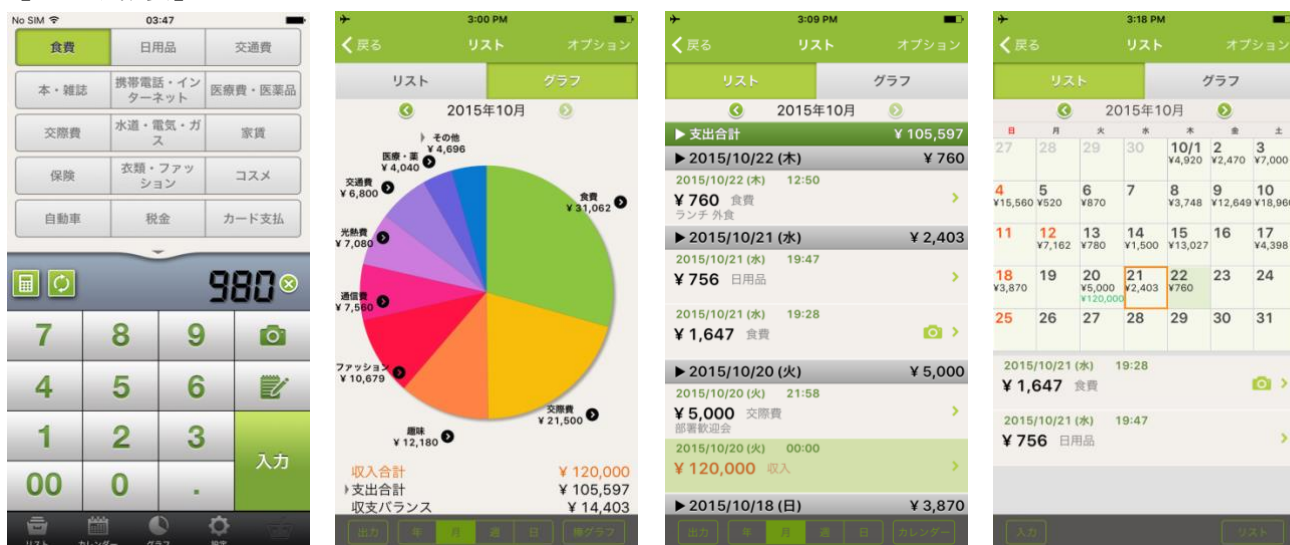 No SIM 03:47
食費 日用品 交通費
本・雑誌 携帯電話・イン
ターネット 医療費・医薬品
交際費 水道・電気・ガ
ス 家賃
保険 衣類・ファッ
ション コスメ
自動車 税金 カード支払
980
7 8 9
4 5 6
1 2 3
入力
00 0 .
3:00 PM
戻る リスト オプション
リスト グラフ
2015年10月
その他
¥ 4,696
医療・薬
¥ 4,040
交通費
¥ 6,800
食費
¥ 31,062
光熱費
¥ 7,080
通信費
¥ 7,560
ファッション
¥ 10,679
交際費
¥ 21,500
趣味
¥ 12,180
収入合計 ¥ 120,000
支出合計 ¥ 105,597
収支バランス ¥ 14,403
出力 年 月 週 日 棒グラフ
3:09 PM
戻る リスト オプション
リスト グラフ
2015年10月
▶ 支出合計 ¥ 105,597
▶ 2015/10/22 (木) ¥ 760
2015/10/22 (木) 12:50
¥ 760 食費
ランチ 外食
▶ 2015/10/21 (水) ¥ 2,403
2015/10/21 (水) 19:47
¥ 756 日用品
2015/10/21 (水) 19:28
¥ 1,647 食費
▶ 2015/10/20 (火) ¥ 5,000
2015/10/20 (火) 21:58
¥ 5,000 交際費
部署歓迎会
2015/10/20 (火) 00:00
¥ 120,000 収入
▶ 2015/10/18 (日) ¥ 3,870
出力 年 月 週 日 カレンダー
3:18 PM
戻る リスト オプション
リスト グラフ
2015年10月
日 月 火 水 木 金 土
27 28 29 30 10/1 2 3
¥4,920 ¥2,470 ¥7,000
4 5 6 7 8 9 10
¥15,560 ¥520 ¥870 ¥3,748 ¥12,649 ¥18,960
11 12 13 14 15 16 17
¥7,162 ¥780 ¥1,500 ¥13,027 ¥4,398
18 19 20 21 22 23 24
¥3,870 ¥5,000 ¥2,403 ¥760
¥120,000
25 26 27 28 29 30 31
2015/10/21 (水) 19:28
¥ 1,647 食費
2015/10/21 (水) 19:47
¥ 756 日用品
入力 リスト